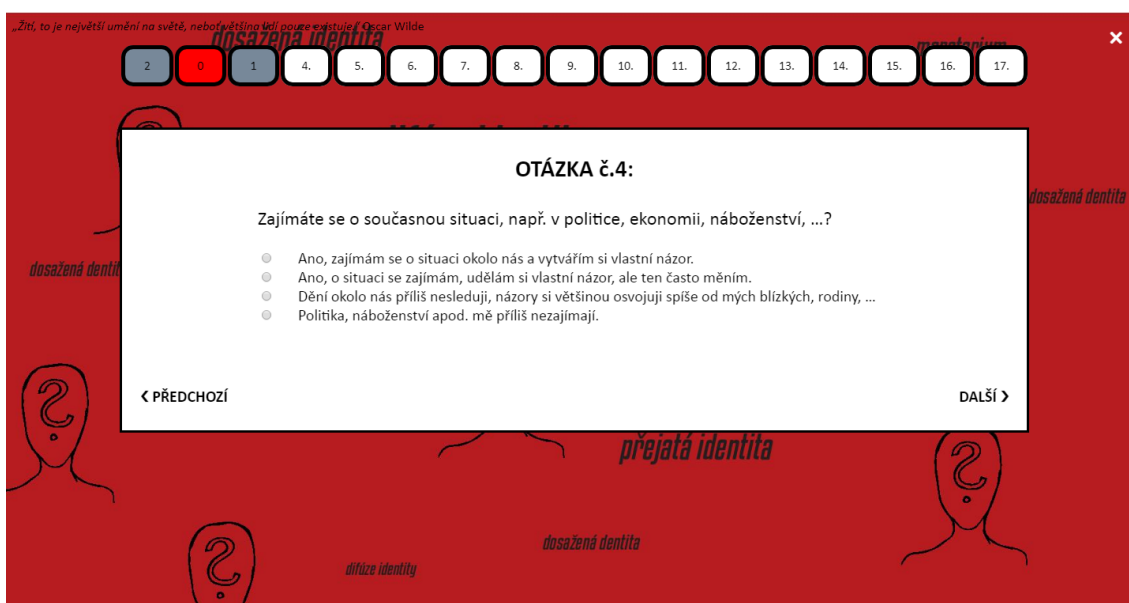 „Žití, to je největší umění na světě, neboť většina lidí pouze existuje.“ Oscar Wilde
dosažená identita
moratorium
2 0 1 4. 5. 6. 7. 8. 9. 10. 11. 12. 13. 14. 15. 16. 17.
OTÁZKA č.4:
Zajímáte se o současnou situaci, např. v politice, ekonomii, náboženství, ...?
Ano, zajímám se o situaci okolo nás a vytvářím si vlastní názor.
Ano, o situaci se zajímám, udělám si vlastní názor, ale ten často měním.
Dění okolo nás příliš nesleduji, názory si většinou osvojuji spíše od mých blízkých, rodiny, ...
Politika, náboženství apod. mě příliš nezajímají.
PŘEDCHOZÍ
DALŠÍ
dosažená dentita
dosažená dentit
přejatá identita
dosažená dentita
difúze identity